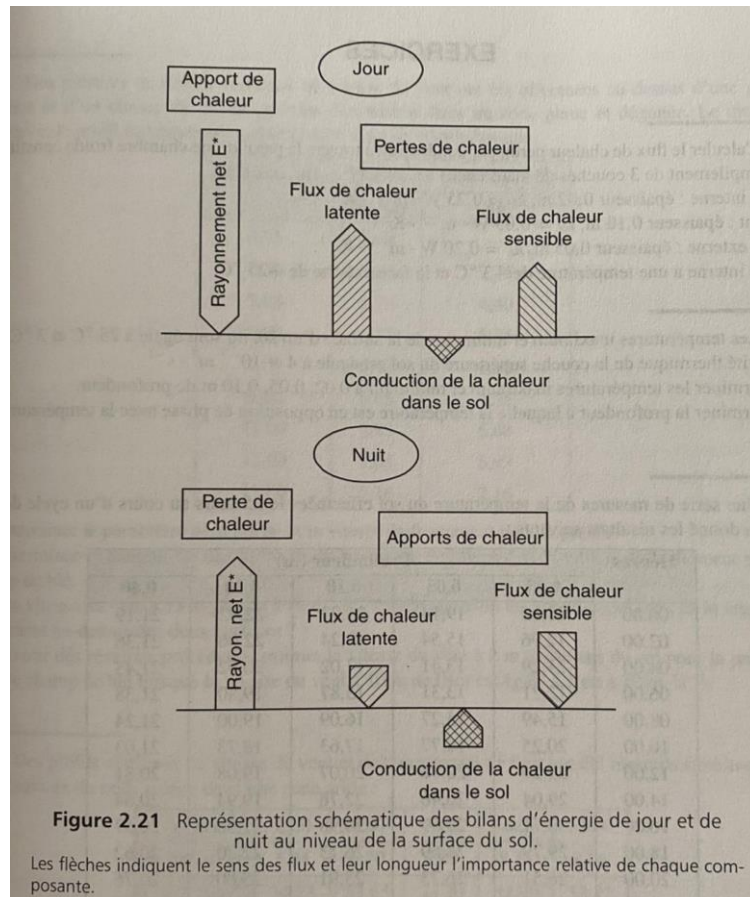 Jour
Apport de
chaleur
Pertes de chaleur
Rayonnement net E*
Flux de chaleur
latente
Flux de chaleur
sensible
Conduction de la chaleur
dans le sol
Nuit
Perte de
chaleur
Apports de chaleur
Rayon. net E*
Flux de chaleur
latente
Flux de chaleur
sensible
Conduction de la chaleur
dans le sol
Figure 2.21 Représentation schématique des bilans d'énergie de jour et de
nuit au niveau de la surface du sol.
Les flèches indiquent le sens des flux et leur longueur l'importance relative de chaque com-
posante.